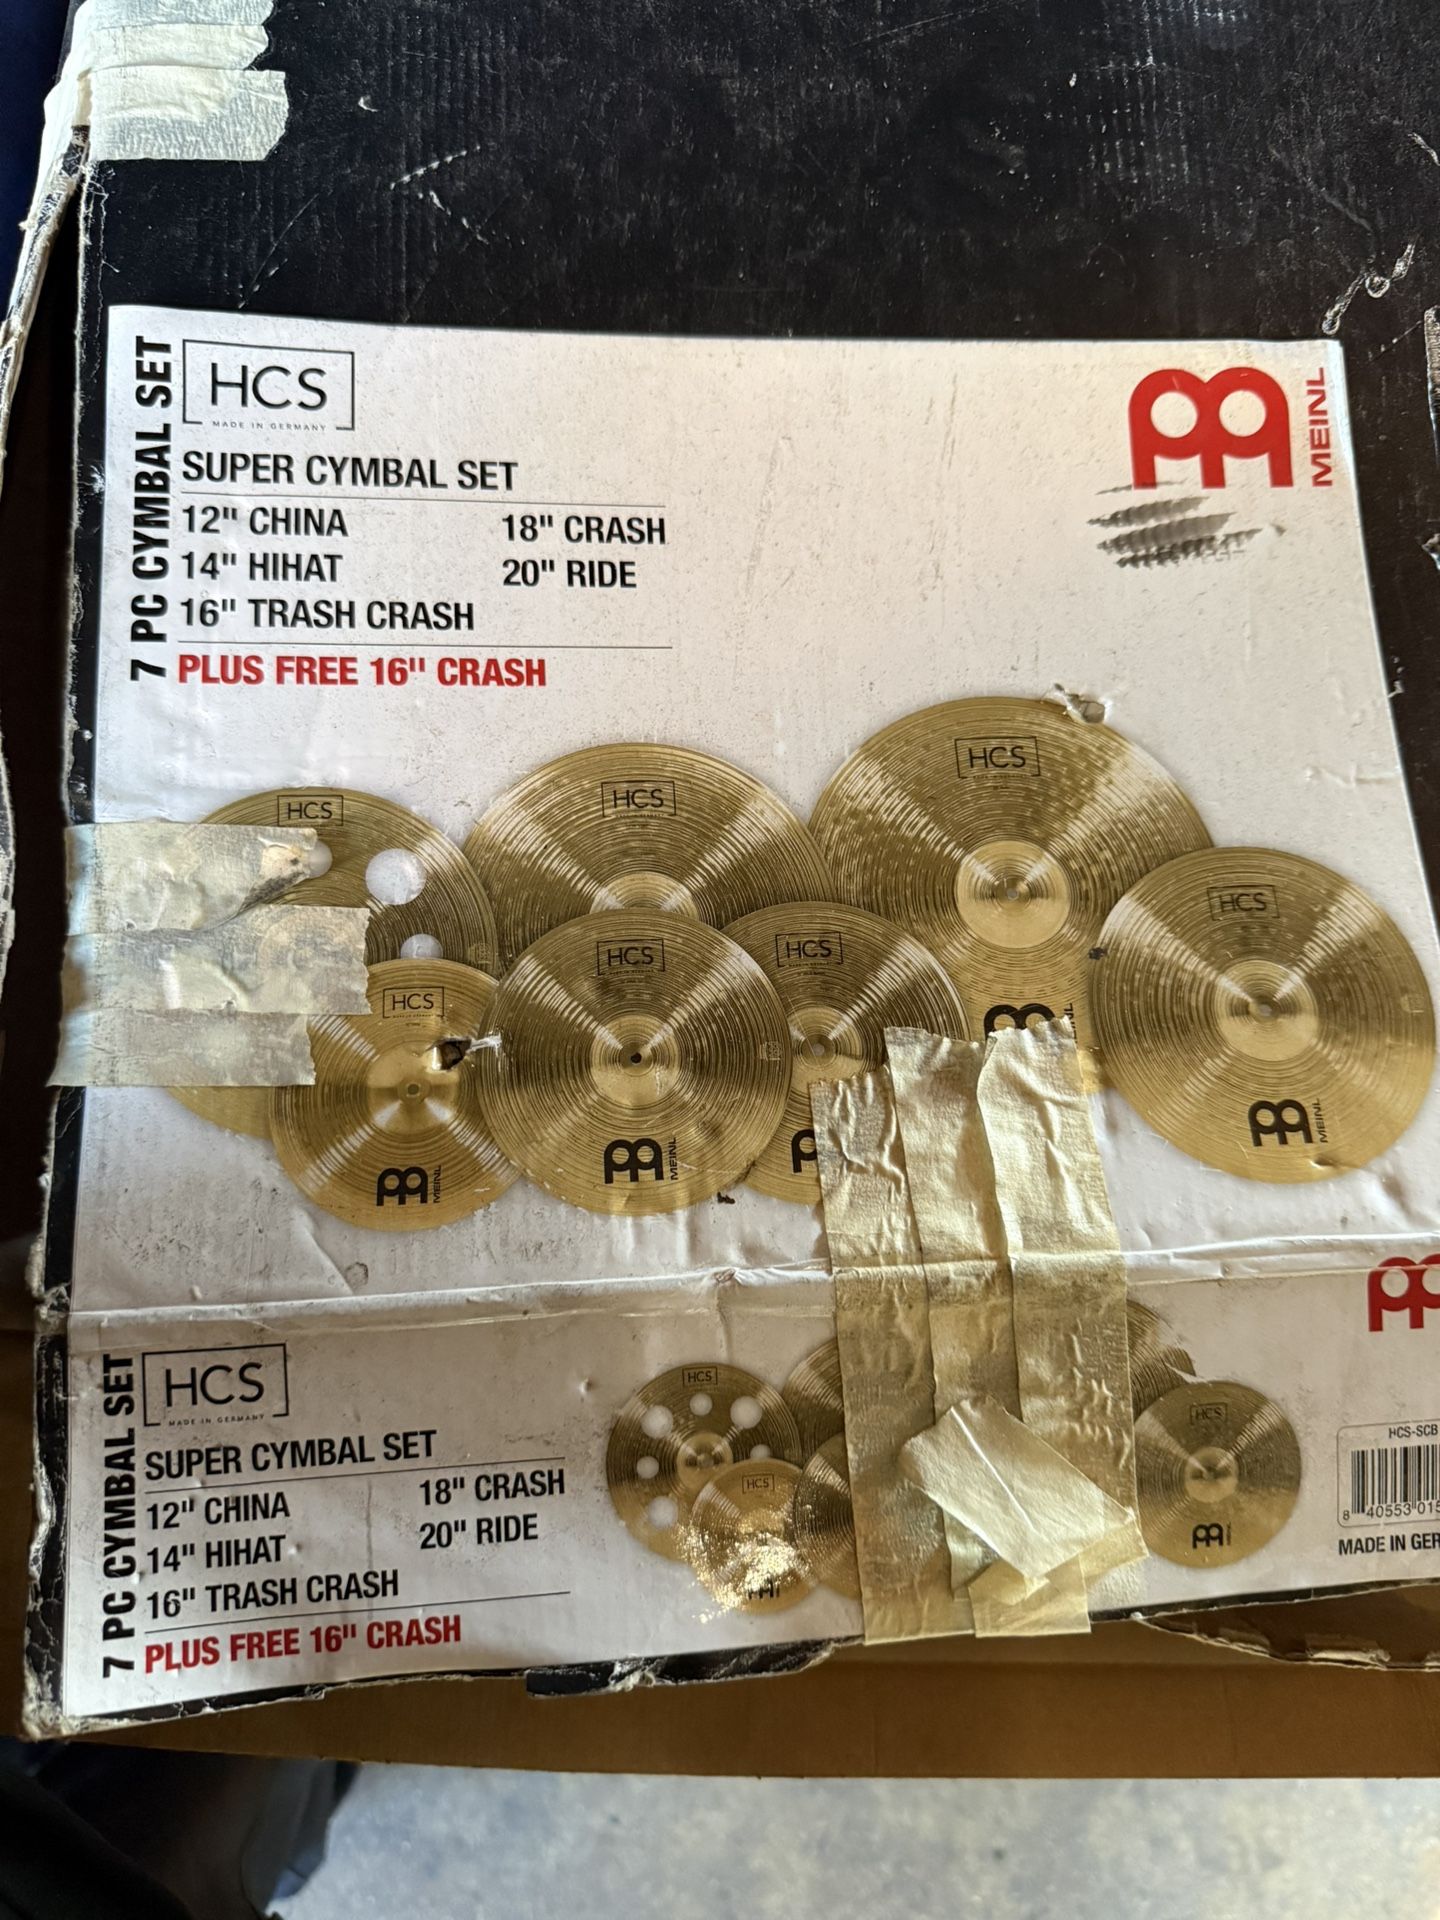 7 PC CYMBAL SET
HCS
MADE IN GERMANY
SUPER CYMBAL SET
12" CHINA 18" CRASH
14" HIHAT 20" RIDE
16" TRASH CRASH
PLUS FREE 16" CRASH
MEINL
HCS
HCS
HCS
HCS
HCS
HCS
HCS
MEINL
MEINL
MEINL
7 PC CYMBAL SET
HCS
MADE IN GERMANY
SUPER CYMBAL SET
12" CHINA 18" CRASH
14" HIHAT 20" RIDE
16" TRASH CRASH
PLUS FREE 16" CRASH
HCS
HCS
HCS
HCS-SCB
8 40553 015
MADE IN GER